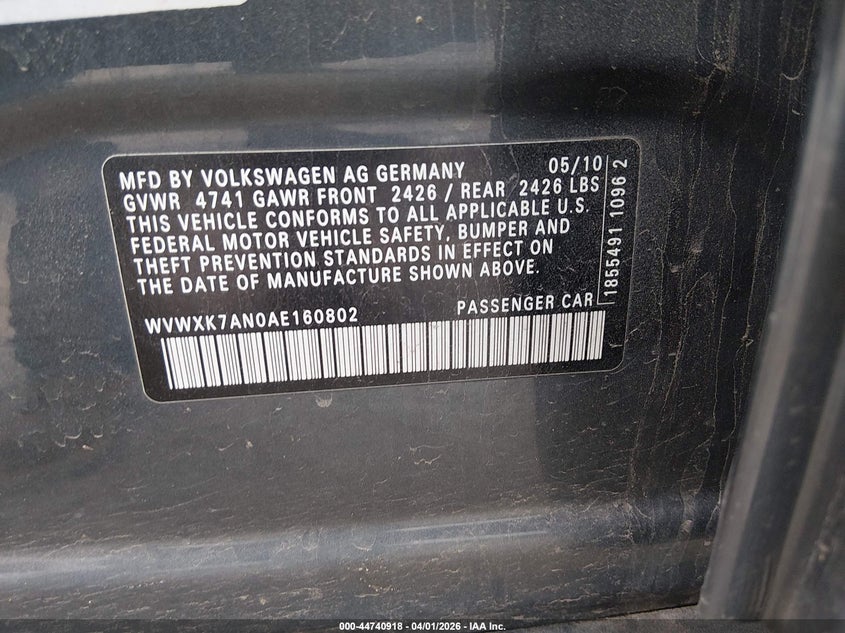 MFD BY VOLKSWAGEN AG GERMANY 05/10
GVWR 4741 GAWR FRONT 2426 / REAR 2426 LBS
THIS VEHICLE CONFORMS TO ALL APPLICABLE U.S.
FEDERAL MOTOR VEHICLE SAFETY, BUMPER AND
THEFT PREVENTION STANDARDS IN EFFECT ON
THE DATE OF MANUFACTURE SHOWN ABOVE.
WVWXK7AN0AE160802 PASSENGER CAR
1855491 1096 2
000-44740918 | 04/01/2026 | IAA Inc.